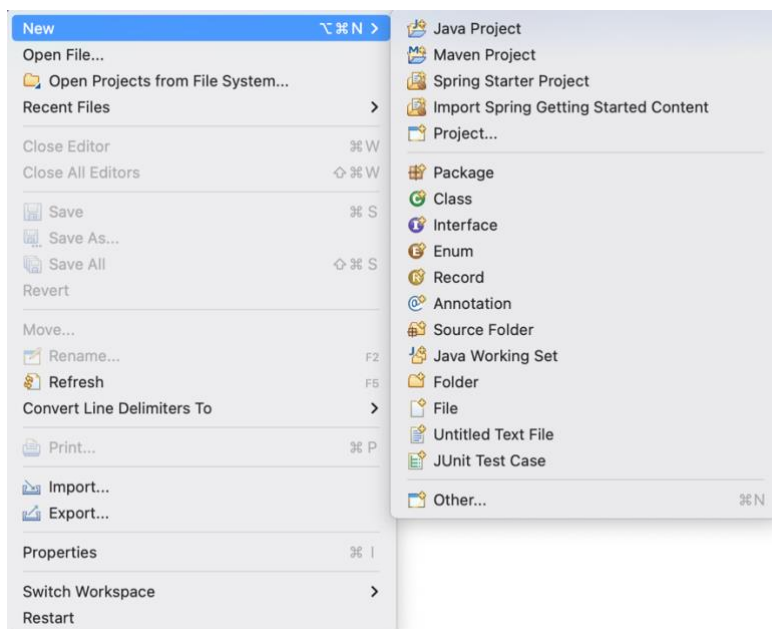 New ⌥⌘N >
Open File...
Open Projects from File System...
Recent Files >
Close Editor ⌘W
Close All Editors ⇧⌘W
Save ⌘S
Save As...
Save All ⇧⌘S
Revert
Move...
Rename... F2
Refresh F5
Convert Line Delimiters To >
Print... ⌘P
Import...
Export...
Properties ⌘I
Switch Workspace >
Restart
Java Project
Maven Project
Spring Starter Project
Import Spring Getting Started Content
Project...
Package
Class
Interface
Enum
Record
Annotation
Source Folder
Java Working Set
Folder
File
Untitled Text File
JUnit Test Case
Other... ⌘N